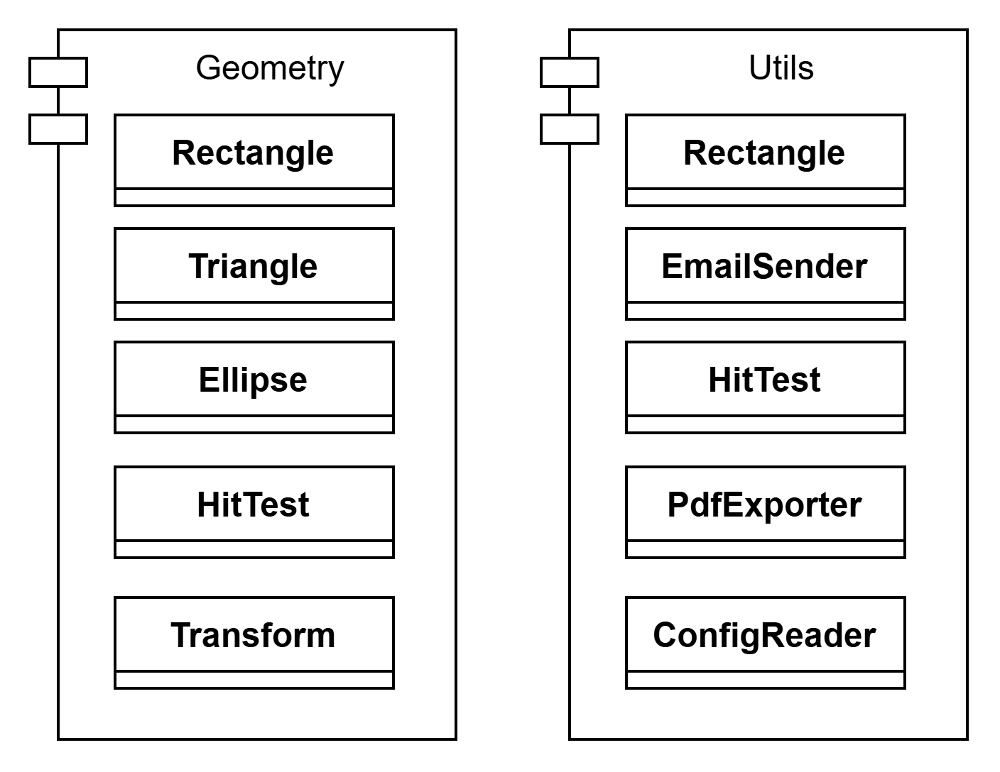 Geometry
Rectangle
Triangle
Ellipse
HitTest
Transform
Utils
Rectangle
EmailSender
HitTest
PdfExporter
ConfigReader